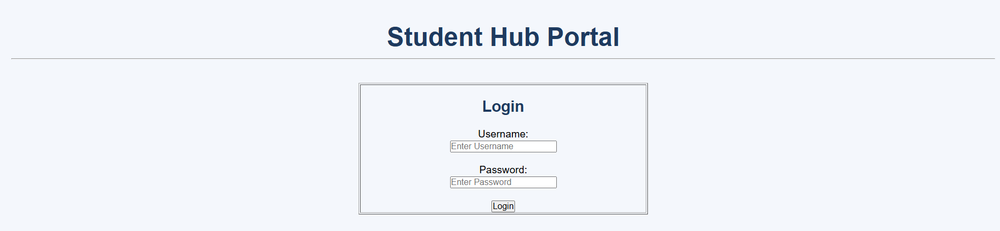 Student Hub Portal
Login
Username:
Enter Username
Password:
Enter Password
Login